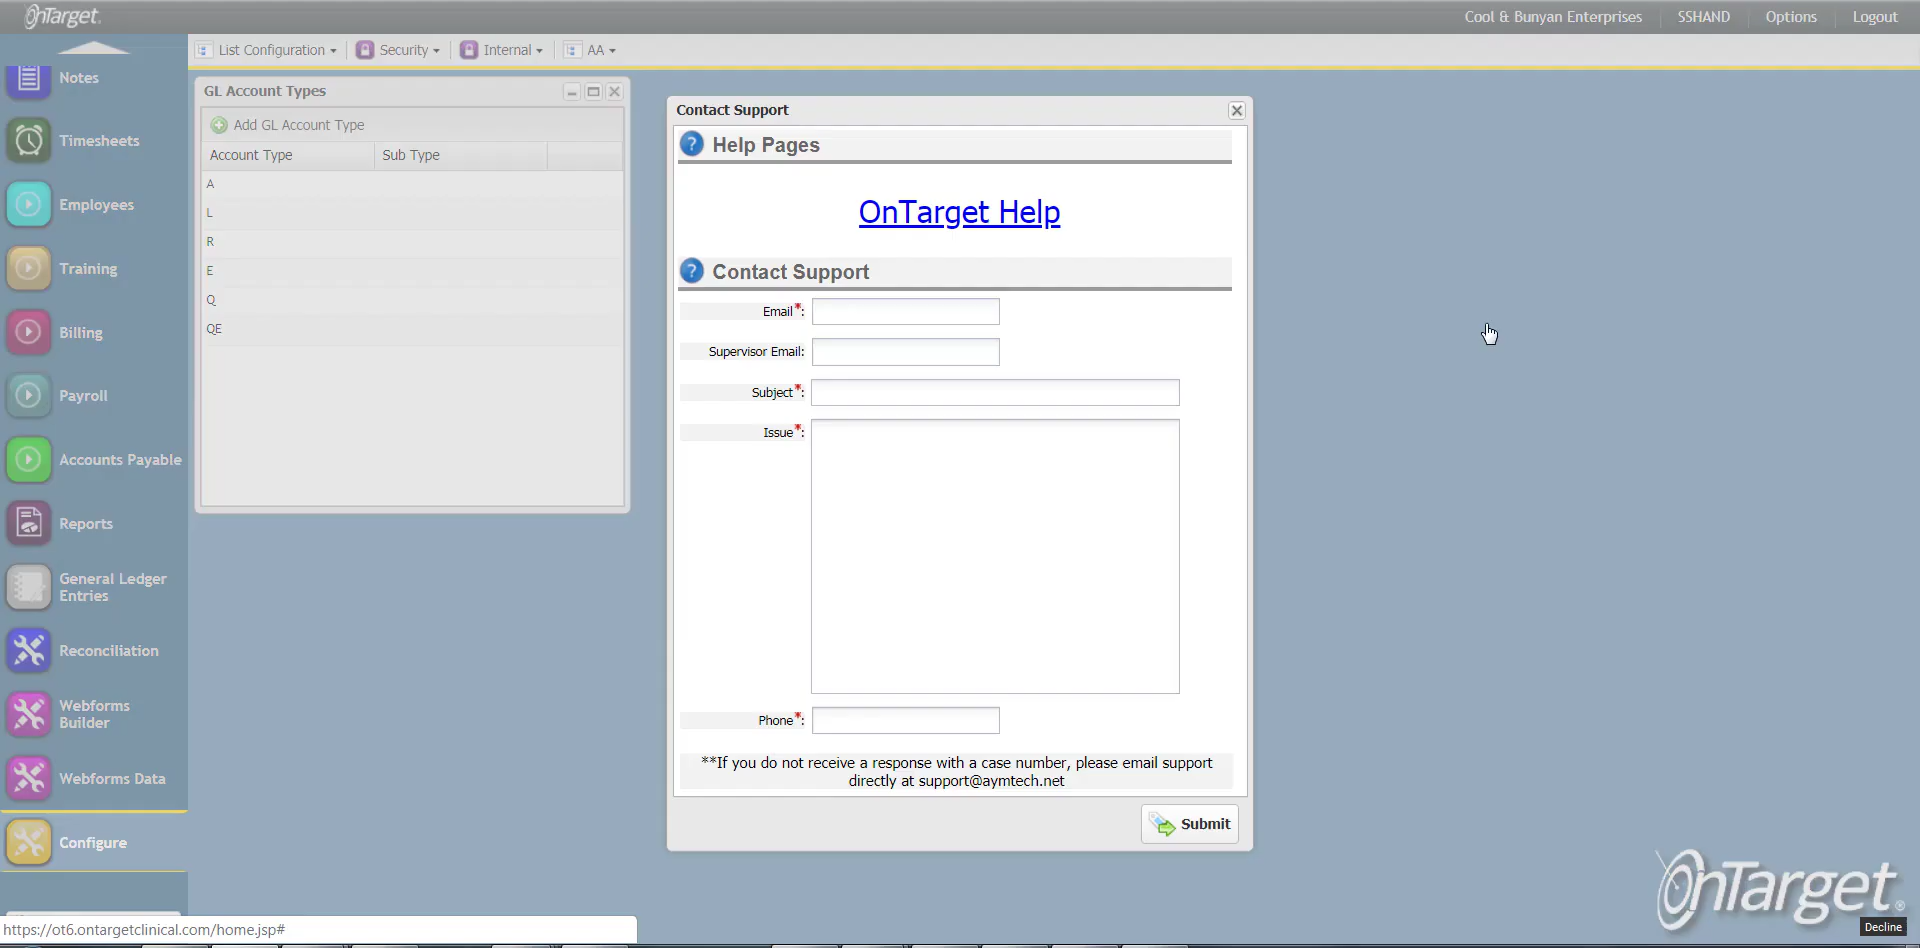 OnTarget
Cool & Bunyan Enterprises
SSHAND
Options
Logout
List Configuration
Security
Internal
AA
Notes
Timesheets
Employees
Training
Billing
Payroll
Accounts Payable
Reports
General Ledger
Entries
Reconciliation
Webforms
Builder
Webforms Data
Configure
GL Account Types
Add GL Account Type
Account Type
Sub Type
A
L
R
E
Q
QE
Contact Support
Help Pages
OnTarget Help
Contact Support
Email*:
Supervisor Email:
Subject*:
Issue*:
Phone*:
**If you do not receive a response with a case number, please email support
directly at support@aymtech.net
Submit
OnTarget®
Decline
https://ot6.ontargetclinical.com/home.jsp#